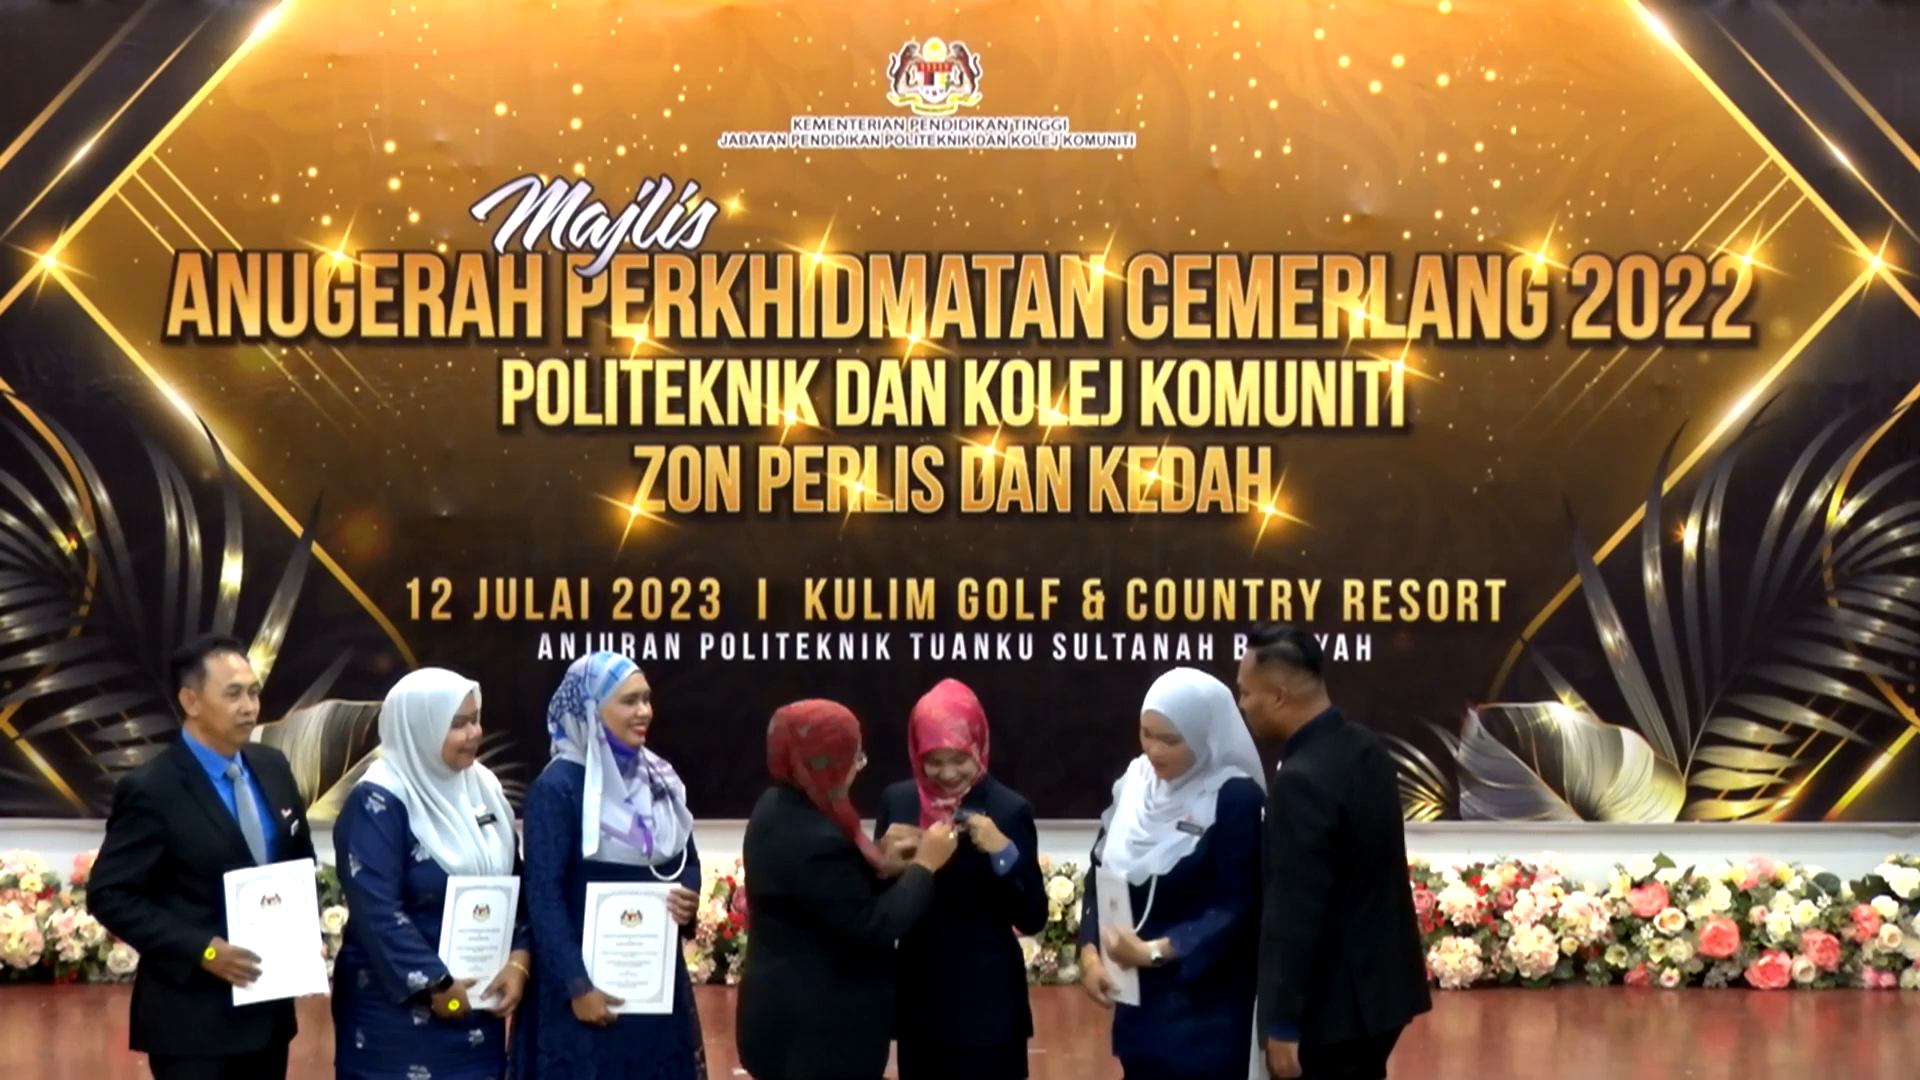 KEMENTERIAN PENDIDIKAN TINGGI
JABATAN PENDIDIKAN POLITEKNIK DAN KOLEJ KOMUNITI
Majlis
ANUGERAH PERKHIDMATAN CEMERLANG 2022
POLITEKNIK DAN KOLEJ KOMUNITI
ZON PERLIS DAN KEDAH
12 JULAI 2023 | KULIM GOLF & COUNTRY RESORT
ANJURAN POLITEKNIK TUANKU SULTANAH